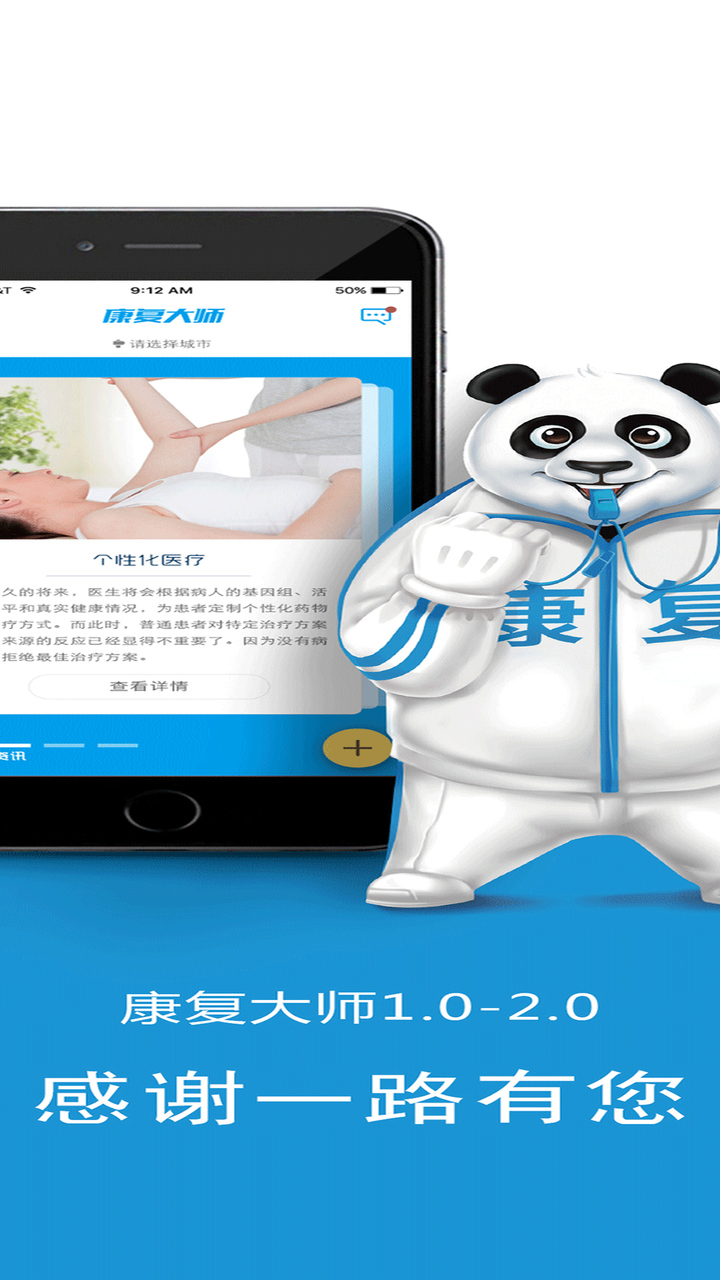 9:12 AM
50%
康复大师
请选择城市
个性化医疗
久的将来，医生将会根据病人的基因组、活
平和真实健康情况，为患者定制个性化药物
疗方式。而此时，普通患者对特定治疗方案
来源的反应已经显得不重要了。因为没有病
拒绝最佳治疗方案。
查看详情
资讯
康复
康复大师1.0-2.0
感谢一路有您